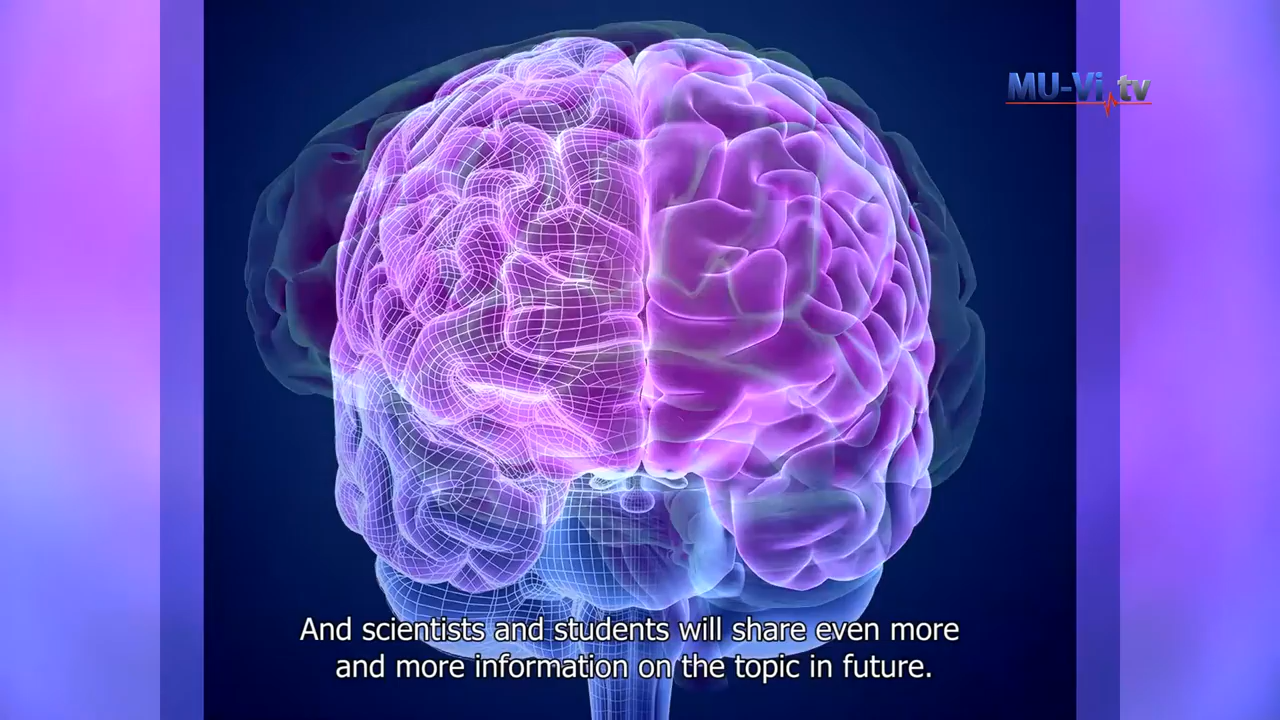 MU-Vi.tv
And scientists and students will share even more
and more information on the topic in future.